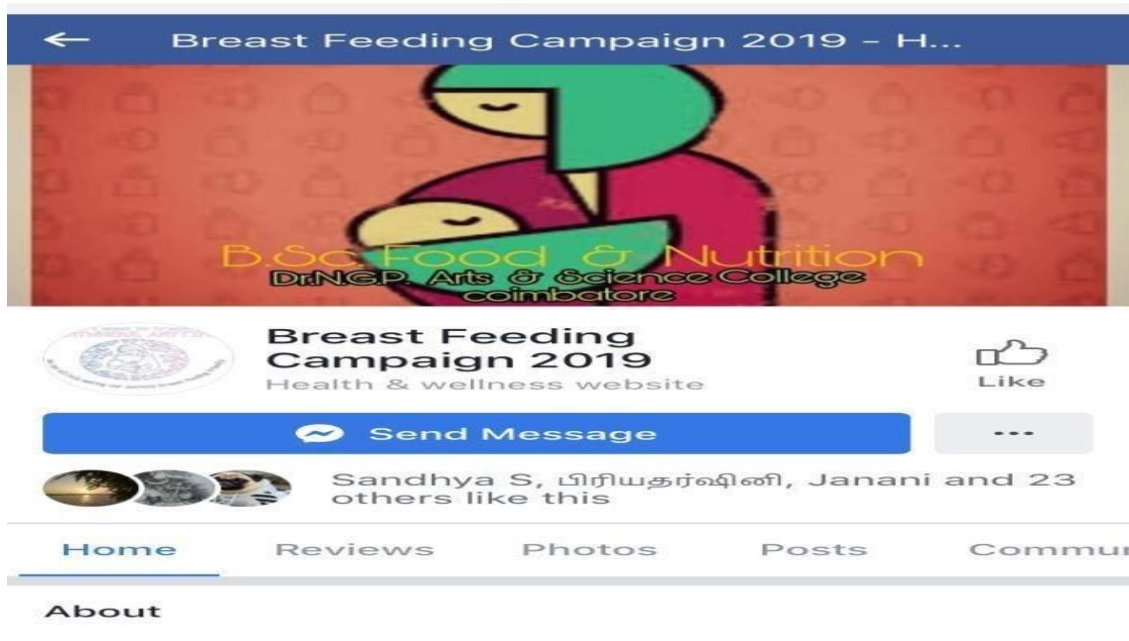 Breast Feeding Campaign 2019 – H...
B.Sc. Food & Nutrition
Dr.N.G.P. Arts & Science College
coimbatore
Breast Feeding
Campaign 2019
Health & wellness website
Like
Send Message
Sandhya S, பிரியதர்ஷினி, Janani and 23
others like this
Home Reviews Photos Posts Commun
About